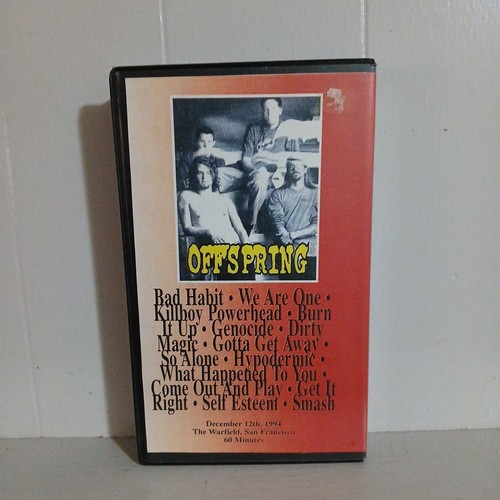 OFFSPRING
Bad Habit • We Are One •
Killboy Powerhead • Burn
It Up • Genocide • Dirty
Magic • Gotta Get Away •
So Alone • Hypodermic •
What Happened To You •
Come Out And Play • Get It
Right • Self Esteem • Smash
December 12th, 1994
The Warfield, San Francisco
60 Minutes